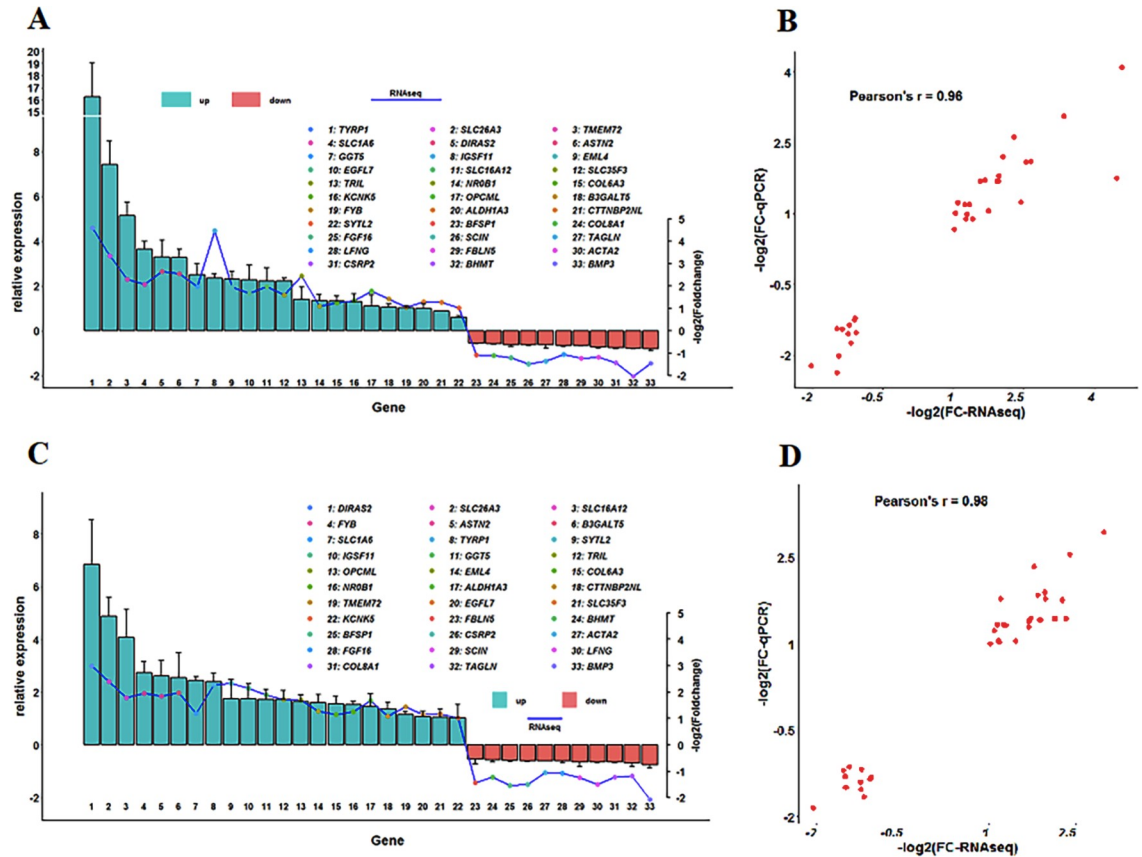 A
relative expression
20
19
18
17
16
15
8
6
4
2
0
-2
up down RNAseq
1: TYRP1 2: SLC26A3 3: TMEM72
4: SLC1A6 5: DIRAS2 6: ASTN2
7: GGT5 8: IGSF11 9: EML4
10: EGFL7 11: SLC16A12 12: SLC35F3
13: TRIL 14: NR0B1 15: COL6A3
16: KCNK5 17: OPCML 18: B3GALT5
19: FYB 20: ALDH1A3 21: CTTNBP2NL
22: SYTL2 23: BFSP1 24: COL8A1
25: FGF16 26: SCIN 27: TAGLN
28: LFNG 29: FBLN5 30: ACTA2
31: CSRP2 32: BHMT 33: BMP3
5
4
3
2
1
0
-1
-2
-log2(Foldchange)
1 2 3 4 5 6 7 8 9 10 11 12 13 14 15 16 17 18 19 20 21 22 23 24 25 26 27 28 29 30 31 32 33
Gene
B
-log2(FC-qPCR)
4
2.5
1
-0.5
-2
Pearson's r = 0.96
-2 -0.5 1 2.5 4
-log2(FC-RNAseq)
C
relative expression
8
6
4
2
0
-2
1: DIRAS2 2: SLC26A3 3: SLC16A12
4: FYB 5: ASTN2 6: B3GALT5
7: SLC1A6 8: TYRP1 9: SYTL2
10: IGSF11 11: GGT5 12: TRIL
13: OPCML 14: EML4 15: COL6A3
16: NR0B1 17: ALDH1A3 18: CTTNBP2NL
19: TMEM72 20: EGFL7 21: SLC35F3
22: KCNK5 23: FBLN5 24: BHMT
25: BFSP1 26: CSRP2 27: ACTA2
28: FGF16 29: SCIN 30: LFNG
31: COL8A1 32: TAGLN 33: BMP3
up down
RNAseq
5
4
3
2
1
0
-1
-2
-log2(Foldchange)
1 2 3 4 5 6 7 8 9 10 11 12 13 14 15 16 17 18 19 20 21 22 23 24 25 26 27 28 29 30 31 32 33
Gene
D
-log2(FC-qPCR)
2.5
1
-0.5
-2
Pearson's r = 0.98
-2 -0.5 1 2.5
-log2(FC-RNAseq)